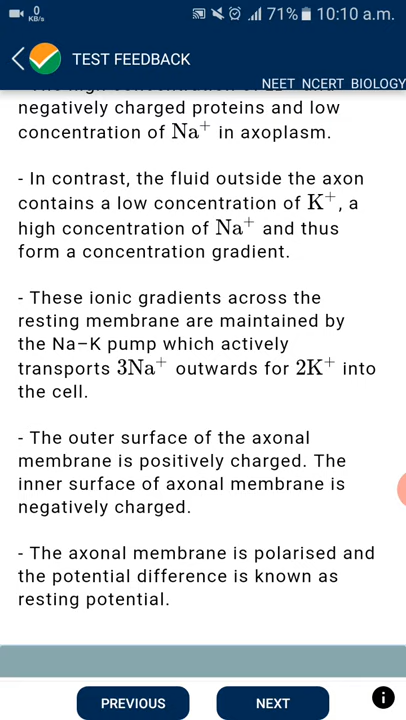 0
KB/s
71%
10:10 a.m.
TEST FEEDBACK
NEET NCERT BIOLOGY
negatively charged proteins and low
concentration of Na⁺ in axoplasm.
- In contrast, the fluid outside the axon
contains a low concentration of K⁺, a
high concentration of Na⁺ and thus
form a concentration gradient.
- These ionic gradients across the
resting membrane are maintained by
the Na–K pump which actively
transports 3Na⁺ outwards for 2K⁺ into
the cell.
- The outer surface of the axonal
membrane is positively charged. The
inner surface of axonal membrane is
negatively charged.
- The axonal membrane is polarised and
the potential difference is known as
resting potential.
PREVIOUS
NEXT
i